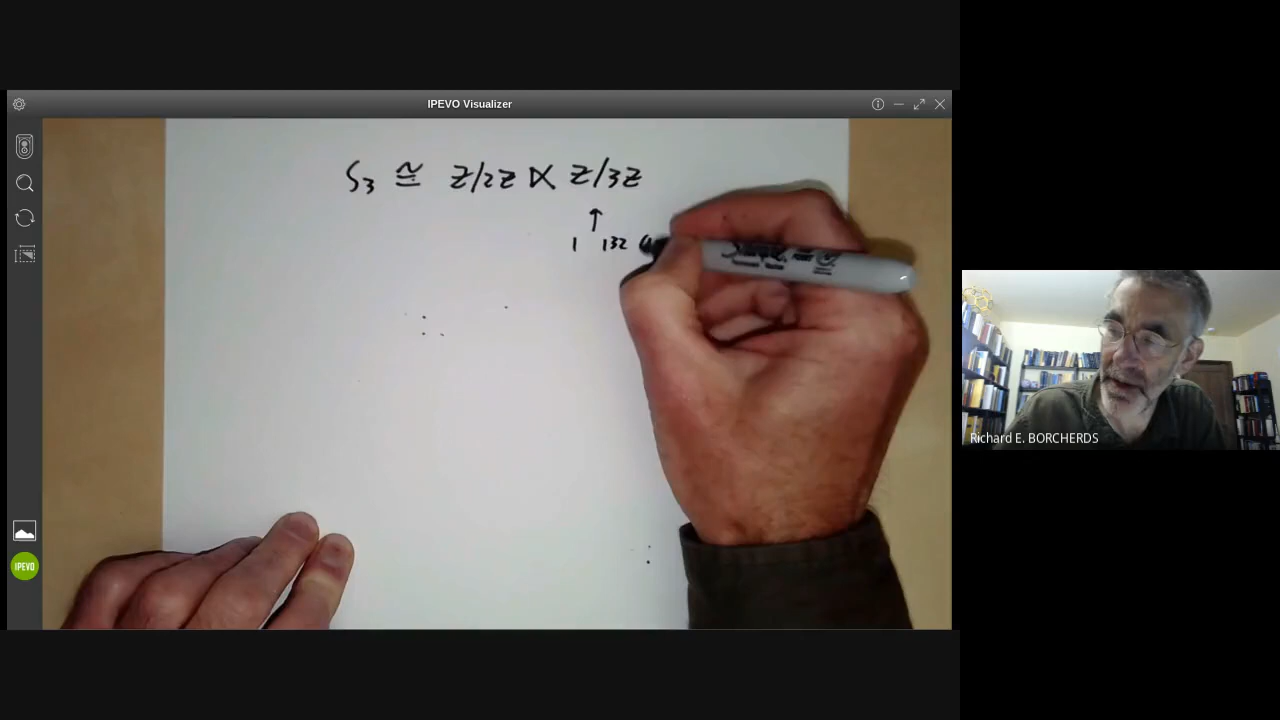 IPEVO Visualizer
S₃ ≅ Z/2Z ⋉ Z/3Z
↑
1 132
IPEVO
Richard E. BORCHERDS